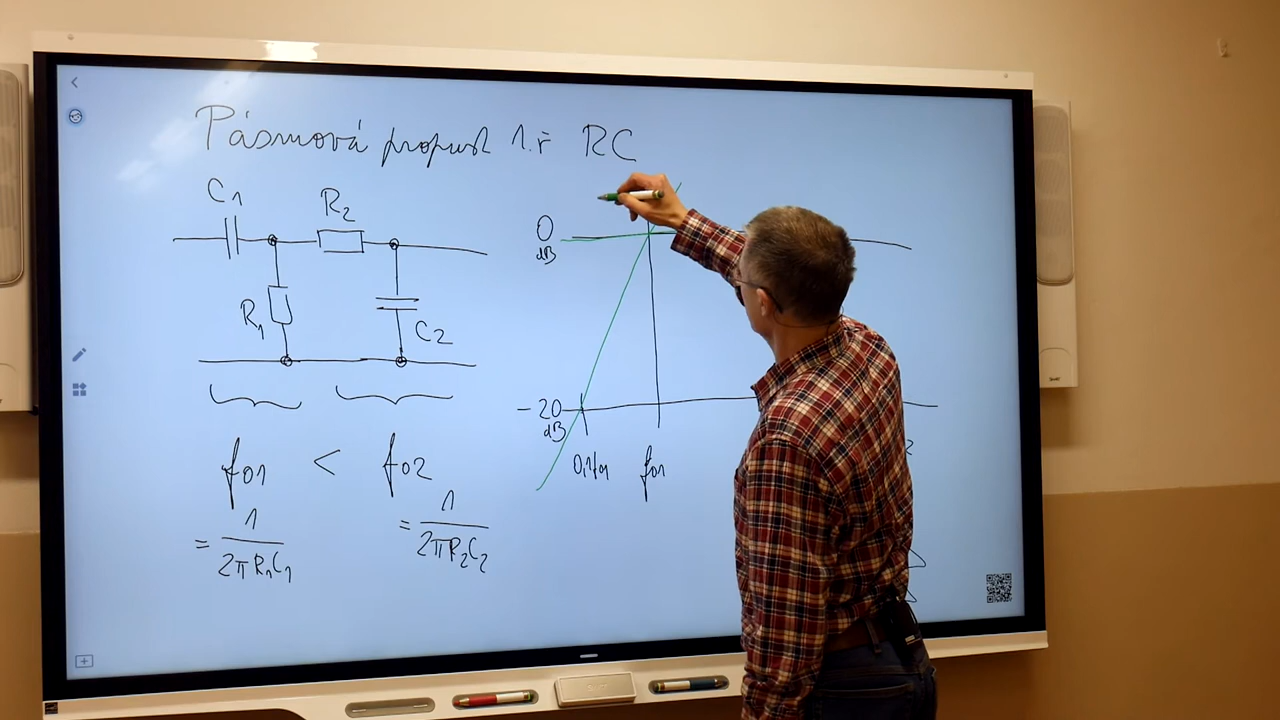 Pásmová propust 1.ř RC
C1
R2
R1
C2
f01 < f02
= 1
2πR1C1
= 1
2πR2C2
0
dB
-20
dB
0,1f01
f01
2